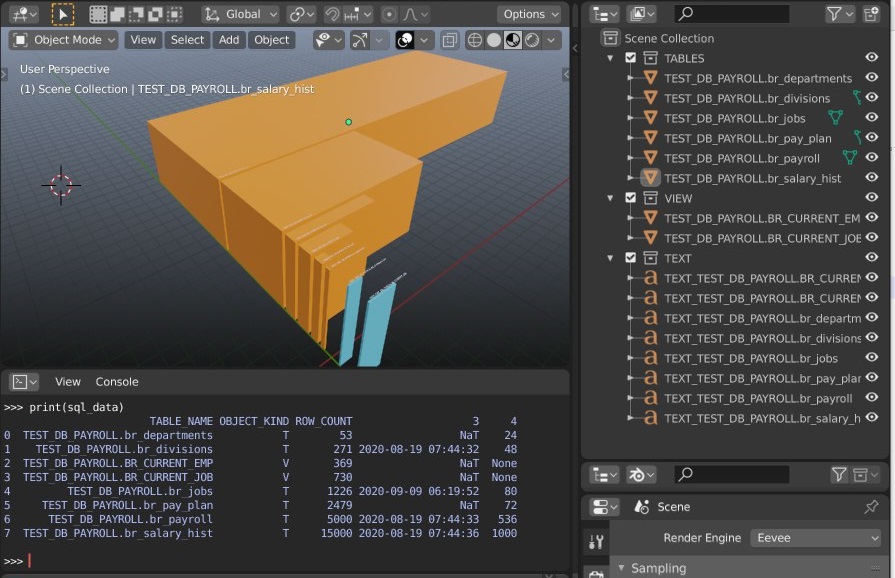 Global
Options
Object Mode
View
Select
Add
Object
User Perspective
(1) Scene Collection | TEST_DB_PAYROLL.br_salary_hist
Scene Collection
TABLES
TEST_DB_PAYROLL.br_departments
TEST_DB_PAYROLL.br_divisions
TEST_DB_PAYROLL.br_jobs
TEST_DB_PAYROLL.br_pay_plan
TEST_DB_PAYROLL.br_payroll
TEST_DB_PAYROLL.br_salary_hist
VIEW
TEST_DB_PAYROLL.BR_CURRENT_EM
TEST_DB_PAYROLL.BR_CURRENT_JOB
TEXT
TEXT_TEST_DB_PAYROLL.BR_CURREN
TEXT_TEST_DB_PAYROLL.BR_CURREN
TEXT_TEST_DB_PAYROLL.br_departm
TEXT_TEST_DB_PAYROLL.br_divisions
TEXT_TEST_DB_PAYROLL.br_jobs
TEXT_TEST_DB_PAYROLL.br_pay_plan
TEXT_TEST_DB_PAYROLL.br_payroll
TEXT_TEST_DB_PAYROLL.br_salary_h
View
Console
>>> print(sql_data)
TABLE_NAME OBJECT_KIND ROW_COUNT 3 4
0 TEST_DB_PAYROLL.br_departments T 53 NaT 24
1 TEST_DB_PAYROLL.br_divisions T 271 2020-08-19 07:44:32 48
2 TEST_DB_PAYROLL.BR_CURRENT_EMP V 369 NaT None
3 TEST_DB_PAYROLL.BR_CURRENT_JOB V 730 NaT None
4 TEST_DB_PAYROLL.br_jobs T 1226 2020-09-09 06:19:52 80
5 TEST_DB_PAYROLL.br_pay_plan T 2479 NaT 72
6 TEST_DB_PAYROLL.br_payroll T 5000 2020-08-19 07:44:33 536
7 TEST_DB_PAYROLL.br_salary_hist T 15000 2020-08-19 07:44:36 1000
>>>
Scene
Render Engine
Eevee
Sampling